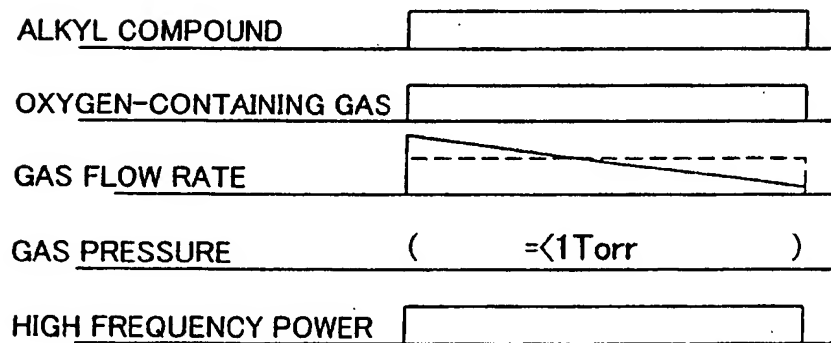 ALKYL COMPOUND
OXYGEN-CONTAINING GAS
GAS FLOW RATE
GAS PRESSURE ( =<1Torr )
HIGH FREQUENCY POWER